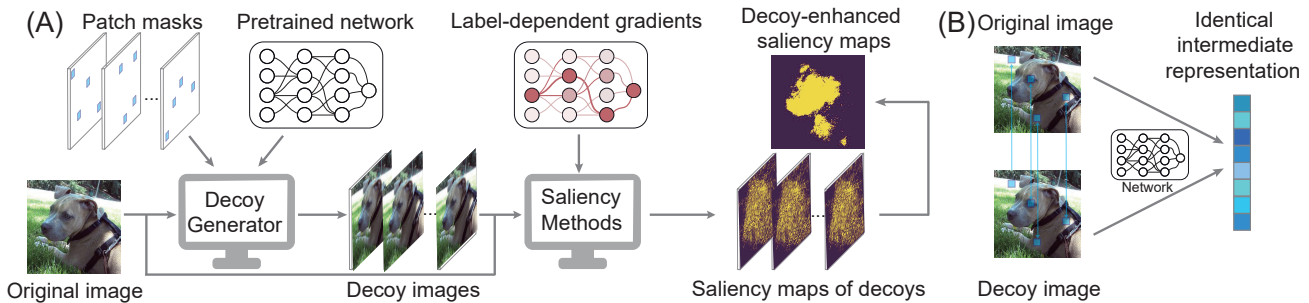 (A)
Patch masks
Pretrained network
Label-dependent gradients
Decoy-enhanced
saliency maps
...
Decoy
Generator
...
Saliency
Methods
...
Original image
Decoy images
Saliency maps of decoys
(B)
Original image
Identical
intermediate
representation
Network
Decoy image